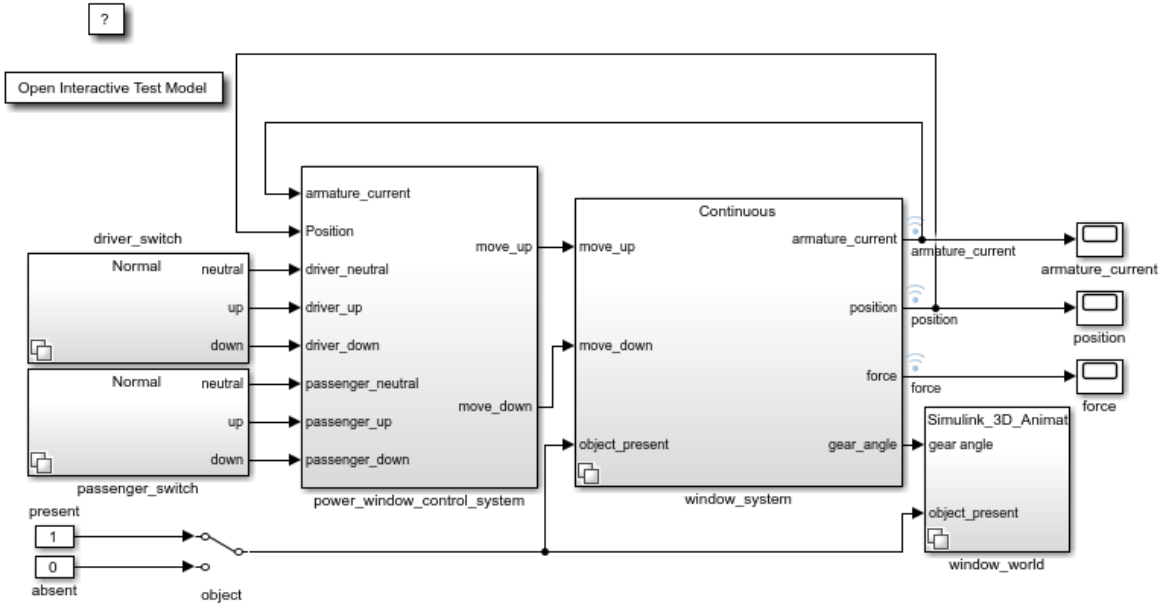 ?
Open Interactive Test Model
driver_switch
Normal
neutral
up
down
Normal
neutral
up
down
passenger_switch
present
1
0
absent
object
armature_current
Position
driver_neutral
driver_up
driver_down
passenger_neutral
passenger_up
passenger_down
move_up
move_down
power_window_control_system
Continuous
move_up
move_down
object_present
armature_current
position
force
gear_angle
window_system
armature_current
position
force
armature_current
position
force
Simulink_3D_Animat
gear angle
object_present
window_world